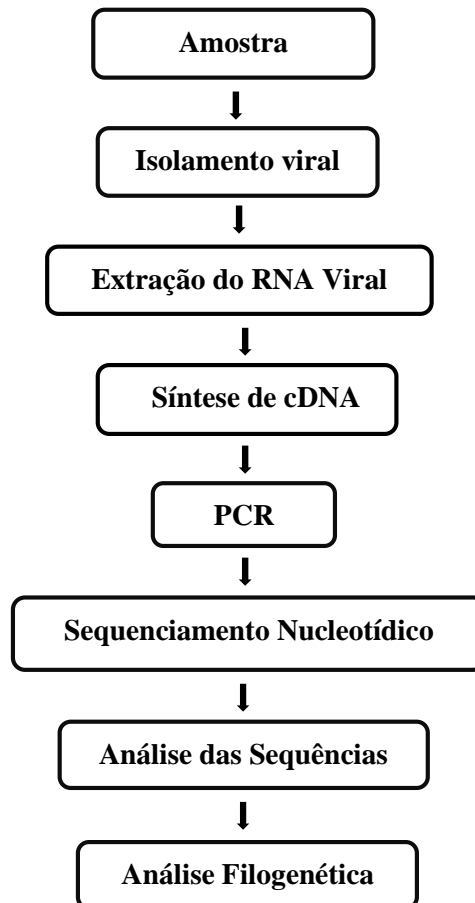 Amostra
Isolamento viral
Extração do RNA Viral
Síntese de cDNA
PCR
Sequenciamento Nucleotídico
Análise das Sequências
Análise Filogenética